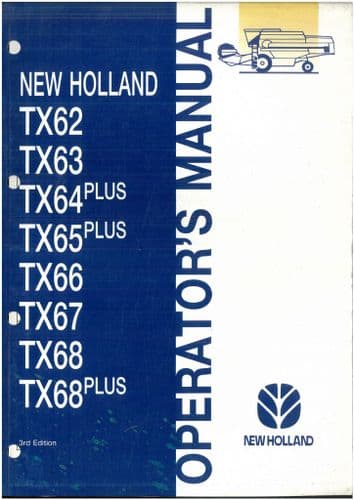 NEW HOLLAND
TX62
TX63
TX64PLUS
TX65PLUS
TX66
TX67
TX68
TX68PLUS
3rd Edition
OPERATOR'S MANUAL
NEW HOLLAND